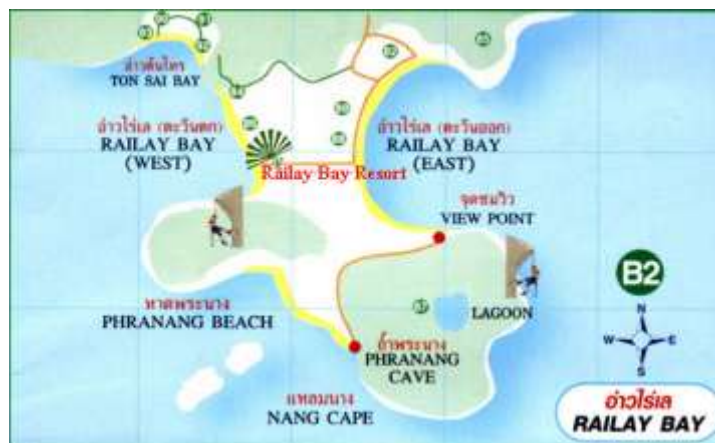 อ่าวต้นไทร
TON SAI BAY
อ่าวไร่เล (ตะวันตก)
RAILAY BAY
(WEST)
อ่าวไร่เล (ตะวันออก)
RAILAY BAY
(EAST)
Railay Bay Resort
จุดชมวิว
VIEW POINT
หาดพระนาง
PHRANANG BEACH
LAGOON
ถ้ำพระนาง
PHRANANG
CAVE
แหลมนาง
NANG CAPE
B2
N
W E
S
อ่าวไร่เล
RAILAY BAY